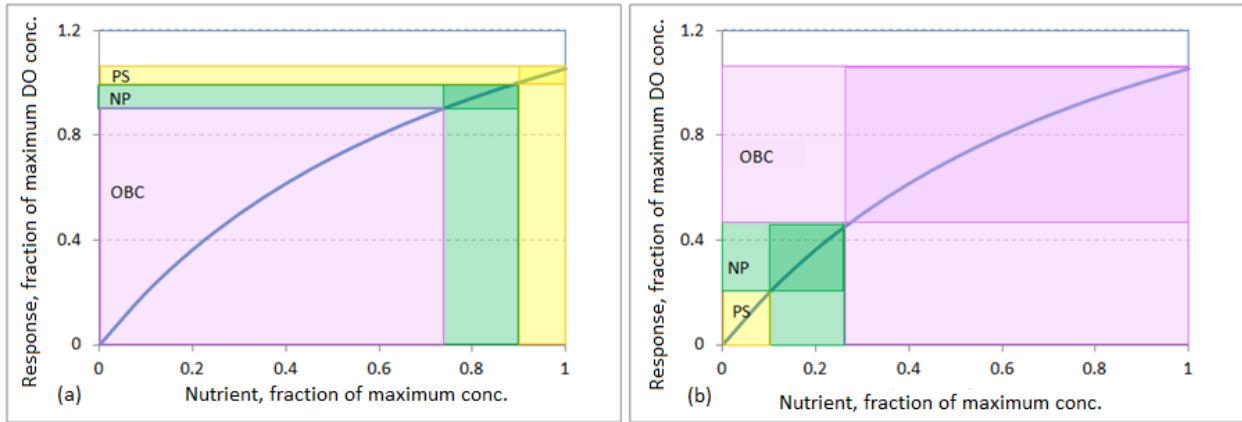 Response, fraction of maximum DO conc.
1.2
0.8
0.4
0
PS
NP
OBC
0 0.2 0.4 0.6 0.8 1
(a) Nutrient, fraction of maximum conc.
Response, fraction of maximum DO conc.
1.2
0.8
0.4
0
OBC
NP
PS
0 0.2 0.4 0.6 0.8 1
(b) Nutrient, fraction of maximum conc.